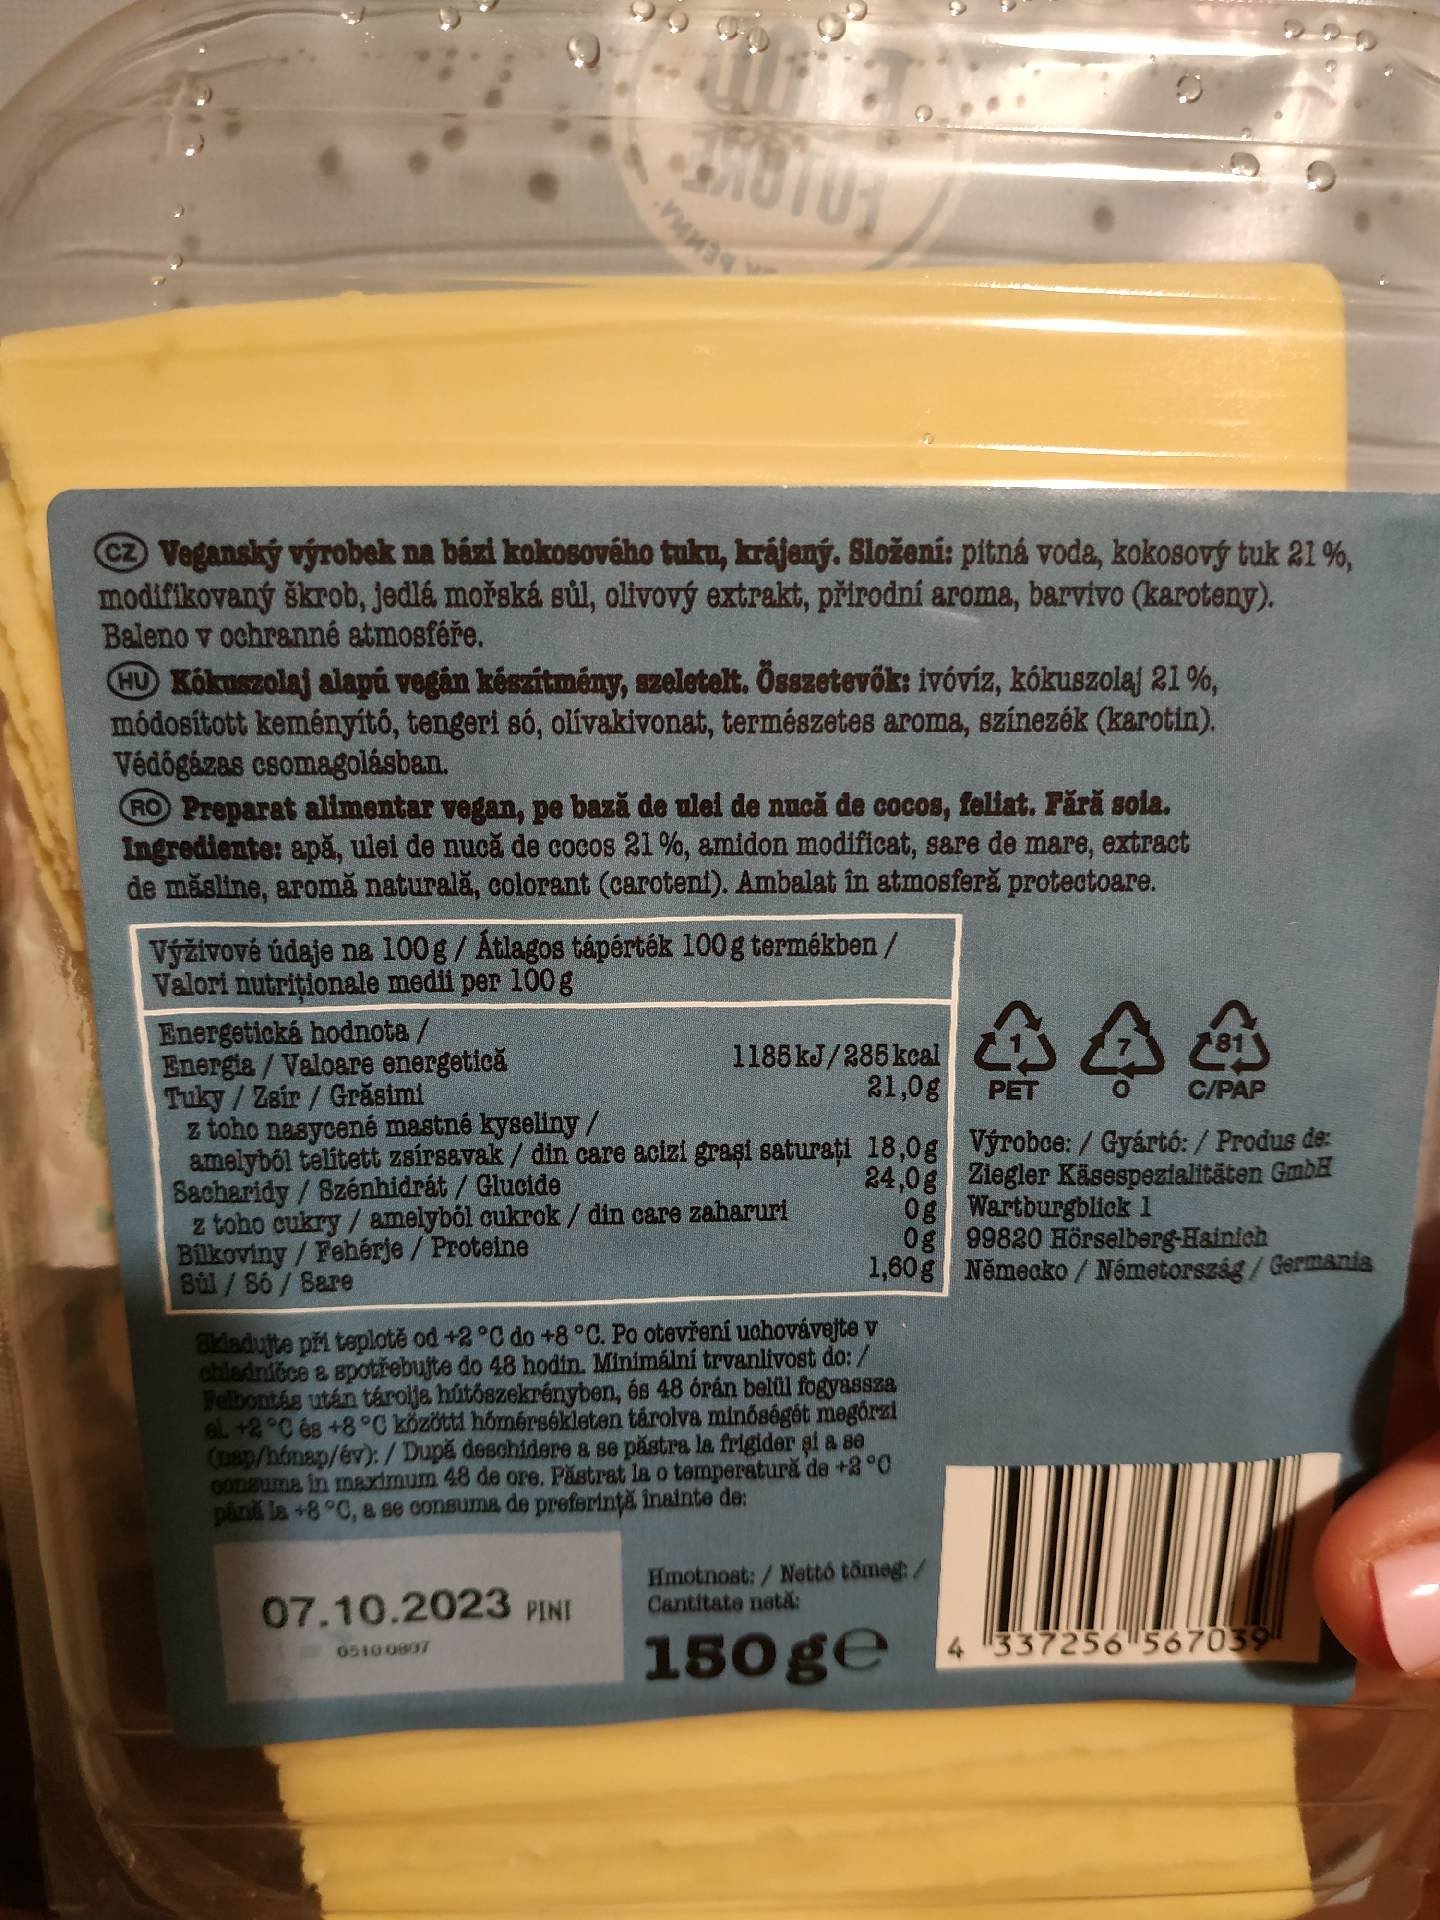 FOOD
FUTURE
BY PENNY.
CZ Veganský výrobek na bázi kokosového tuku, krájený. Složení: pitná voda, kokosový tuk 21 %,
modifikovaný škrob, jedlá mořská sůl, olivový extrakt, přírodní aroma, barvivo (karoteny).
Baleno v ochranné atmosféře.
HU Kókuszolaj alapú vegán készítmény, szeletelt. Összetevők: ivóvíz, kókuszolaj 21 %,
módosított keményítő, tengeri só, olívakivonat, természetes aroma, színezék (karotin).
Védőgázas csomagolásban.
RO Preparat alimentar vegan, pe bază de ulei de nucă de cocos, feliat. Fără soia.
Ingrediente: apă, ulei de nucă de cocos 21 %, amidon modificat, sare de mare, extract
de măsline, aromă naturală, colorant (caroteni). Ambalat în atmosferă protectoare.
Výživové údaje na 100 g / Átlagos tápérték 100 g termékben /
Valori nutriționale medii per 100 g
Energetická hodnota /
Energia / Valoare energetică 1185 kJ / 285 kcal
Tuky / Zsír / Grăsimi 21,0 g
z toho nasycené mastné kyseliny /
amelyből telített zsírsavak / din care acizi grași saturați 18,0 g
Sacharidy / Szénhidrát / Glucide 24,0 g
z toho cukry / amelyből cukrok / din care zaharuri 0 g
Bílkoviny / Fehérje / Proteine 0 g
Sůl / Só / Sare 1,60 g
1 7 81
PET O C/PAP
Výrobce: / Gyártó: / Produs de:
Ziegler Käsespezialitäten GmbH
Wartburgblick 1
99820 Hörselberg-Hainich
Německo / Németország / Germania
Skladujte při teplotě od +2 °C do +8 °C. Po otevření uchovávejte v
chladničce a spotřebujte do 48 hodin. Minimální trvanlivost do: /
Felbontás után tárolja hűtőszekrényben, és 48 órán belül fogyassza
el. +2 °C és +8 °C közötti hőmérsékleten tárolva minőségét megőrzi
(nap/hónap/év): / După deschidere a se păstra la frigider și a se
consuma în maximum 48 de ore. Păstrat la o temperatură de +2 °C
până la +8 °C, a se consuma de preferință înainte de:
07.10.2023 PINI
0510 0807
Hmotnost: / Nettó tömeg: /
Cantitate netă:
150 g e
4 337256 567039